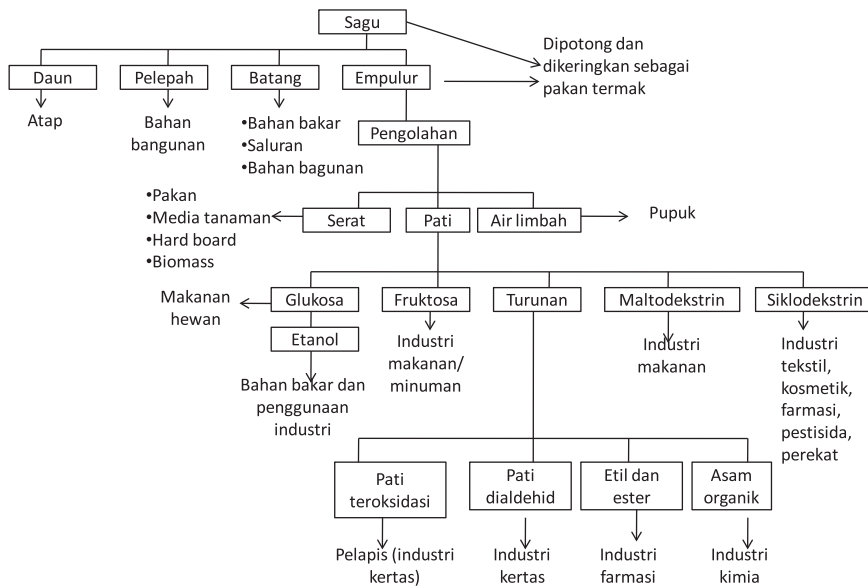 Sagu
Dipotong dan
dikeringkan sebagai
pakan termak
Daun
Pelepah
Batang
Empulur
Atap
Bahan
bangunan
•Bahan bakar
•Saluran
•Bahan bagunan
Pengolahan
•Pakan
•Media tanaman
•Hard board
•Biomass
Serat
Pati
Air limbah
Pupuk
Makanan
hewan
Glukosa
Fruktosa
Turunan
Maltodekstrin
Siklodekstrin
Etanol
Industri
makanan/
minuman
Industri
makanan
Industri
tekstil,
kosmetik,
farmasi,
pestisida,
perekat
Bahan bakar dan
penggunaan
industri
Pati
teroksidasi
Pati
dialdehid
Etil dan
ester
Asam
organik
Pelapis (industri
kertas)
Industri
kertas
Industri
farmasi
Industri
kimia